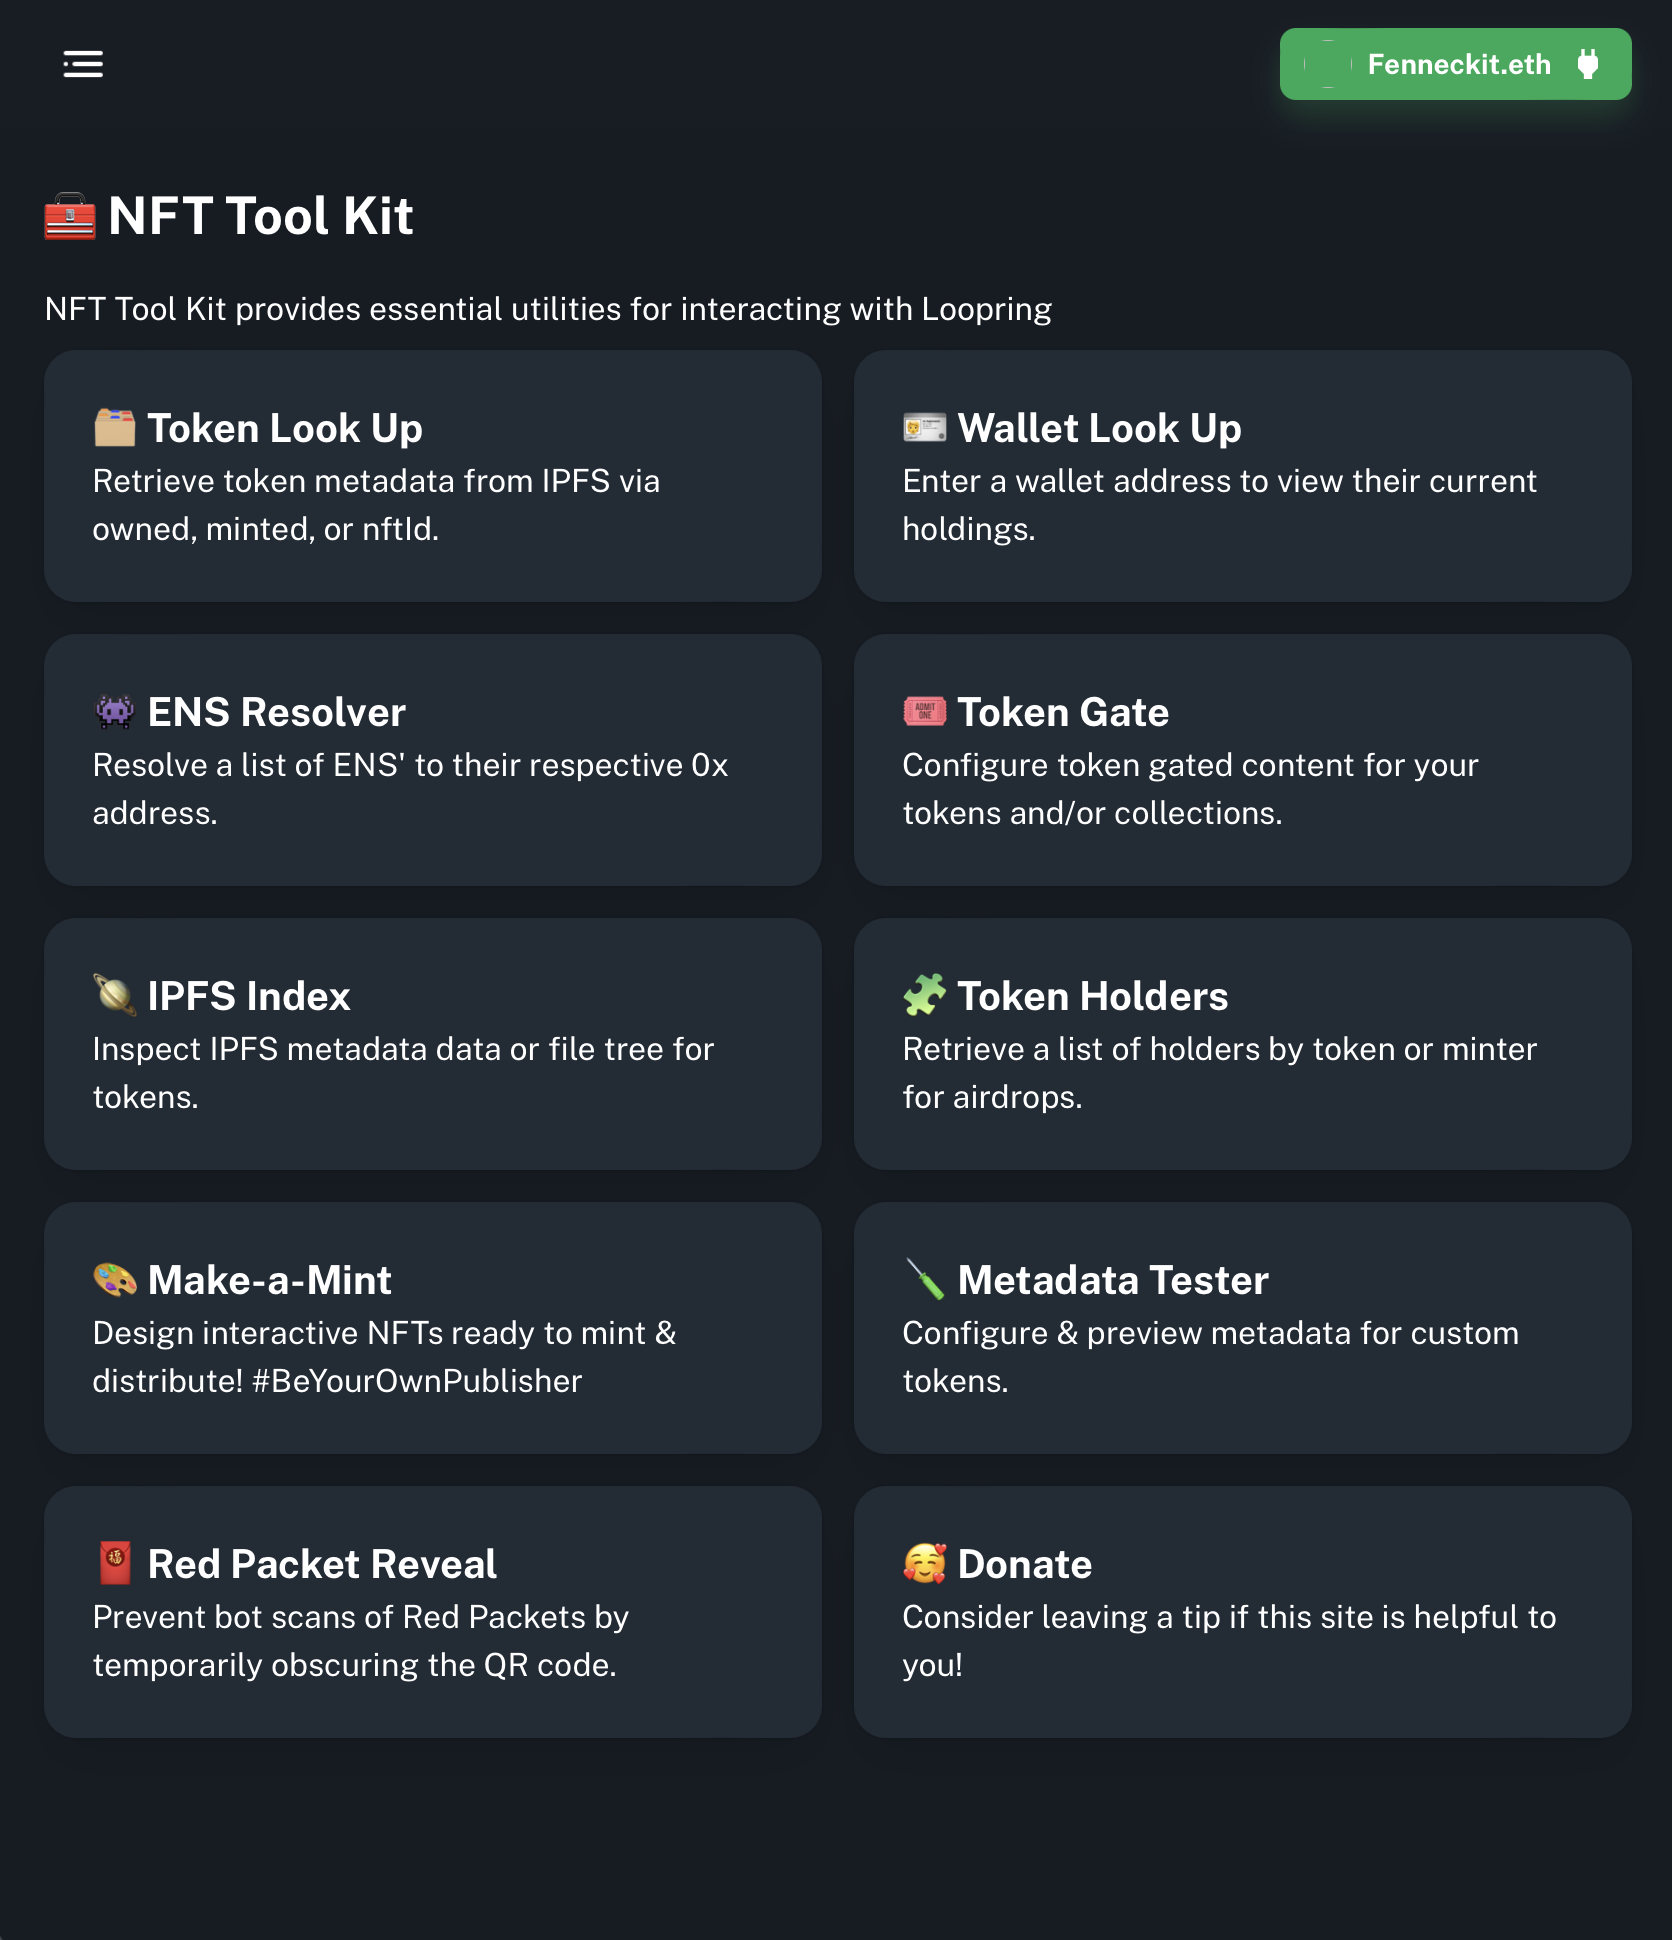 Fenneckit.eth
NFT Tool Kit
NFT Tool Kit provides essential utilities for interacting with Loopring
Token Look Up
Retrieve token metadata from IPFS via
owned, minted, or nftId.
Wallet Look Up
Enter a wallet address to view their current
holdings.
ENS Resolver
Resolve a list of ENS' to their respective 0x
address.
ADMIT
ONE
Token Gate
Configure token gated content for your
tokens and/or collections.
IPFS Index
Inspect IPFS metadata data or file tree for
tokens.
Token Holders
Retrieve a list of holders by token or minter
for airdrops.
Make-a-Mint
Design interactive NFTs ready to mint &
distribute! #BeYourOwnPublisher
Metadata Tester
Configure & preview metadata for custom
tokens.
福
Red Packet Reveal
Prevent bot scans of Red Packets by
temporarily obscuring the QR code.
Donate
Consider leaving a tip if this site is helpful to
you!